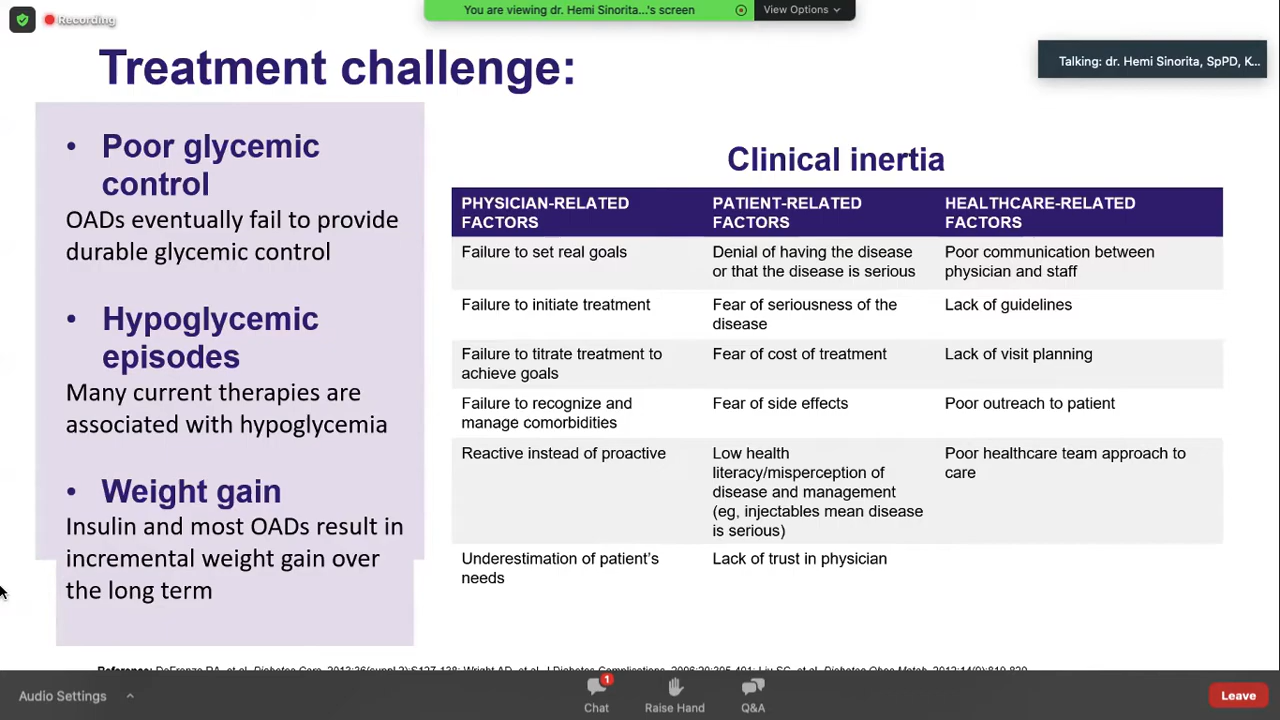 Recording
You are viewing dr. Hemi Sinorita...'s screen
View Options
Talking: dr. Hemi Sinorita, SpPD, K...
Treatment challenge:
• Poor glycemic
control
OADs eventually fail to provide
durable glycemic control
• Hypoglycemic
episodes
Many current therapies are
associated with hypoglycemia
• Weight gain
Insulin and most OADs result in
incremental weight gain over
the long term
Clinical inertia
PHYSICIAN-RELATED
FACTORS
PATIENT-RELATED
FACTORS
HEALTHCARE-RELATED
FACTORS
Failure to set real goals
Denial of having the disease
or that the disease is serious
Poor communication between
physician and staff
Failure to initiate treatment
Fear of seriousness of the
disease
Lack of guidelines
Failure to titrate treatment to
achieve goals
Fear of cost of treatment
Lack of visit planning
Failure to recognize and
manage comorbidities
Fear of side effects
Poor outreach to patient
Reactive instead of proactive
Low health
literacy/misperception of
disease and management
(eg, injectables mean disease
is serious)
Poor healthcare team approach to
care
Underestimation of patient's
needs
Lack of trust in physician
Reference: DeFronzo RA, et al. Diabetes Care.
Audio Settings
1
Chat
Raise Hand
Q&A
Leave